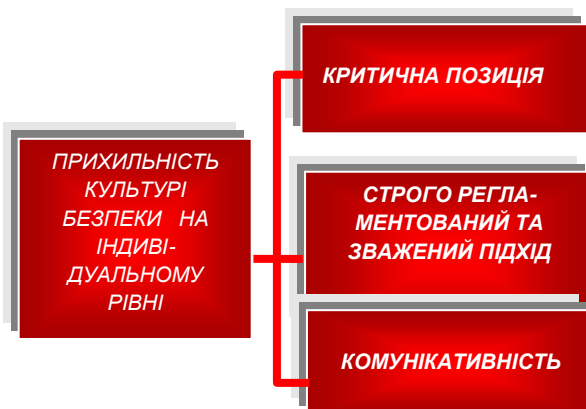 ПРИХИЛЬНІСТЬ
КУЛЬТУРІ
БЕЗПЕКИ НА
ІНДИВІ-
ДУАЛЬНОМУ
РІВНІ
КРИТИЧНА ПОЗИЦІЯ
СТРОГО РЕГЛА-
МЕНТОВАНИЙ ТА
ЗВАЖЕНИЙ ПІДХІД
КОМУНІКАТИВНІСТЬ